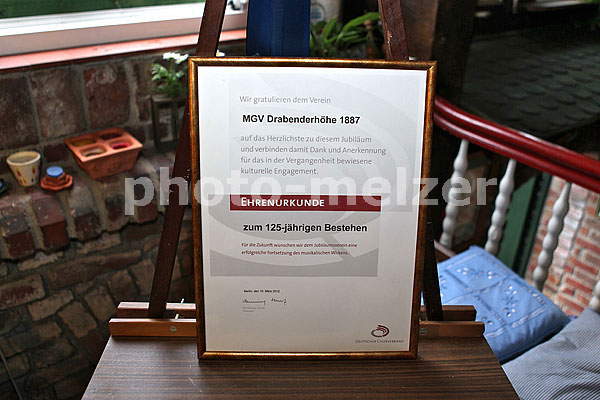 Wir gratulieren dem Verein
MGV Drabenderhöhe 1887
auf das Herzlichste zu diesem Jubiläum
und verbinden damit Dank und Anerkennung
für das in der Vergangenheit bewiesene
kulturelle Engagement.
photo-melzer
EHRENURKUNDE
zum 125-jährigen Bestehen
Für die Zukunft wünschen wir dem Jubiläumsverein eine
erfolgreiche Fortsetzung des musikalischen Wirkens.
Berlin, den 10. März 2012
DEUTSCHER CHORVERBAND